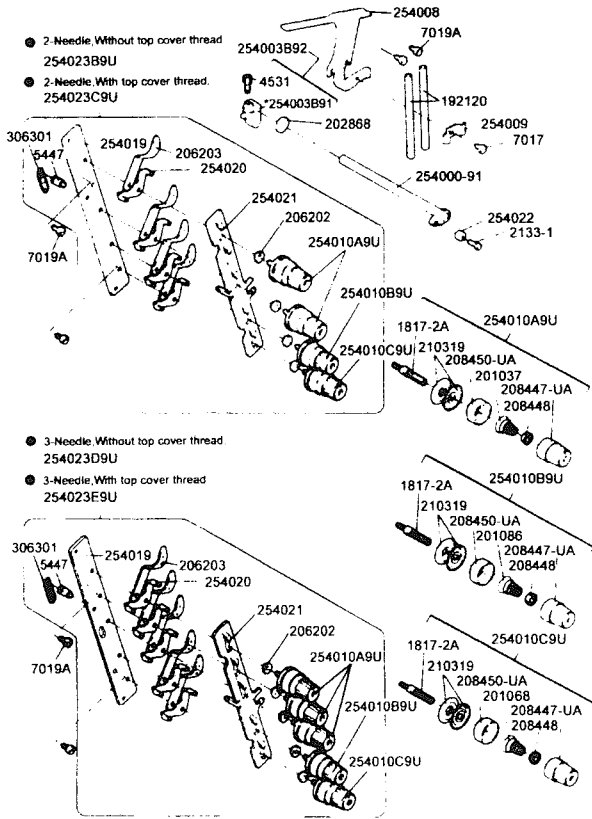 254008
7019A
● 2-Needle,Without top cover thread
254023B9U
● 2-Needle,With top cover thread.
254023C9U
254003B92
4531
*254003B91
202868
192120
254009
7017
306301
5447
254019
206203
254020
254021
206202
254010A9U
7019A
254000-91
254022
2133-1
254010B9U
254010C9U
254010A9U
1817-2A
210319
208450-UA
201037
208447-UA
208448
● 3-Needle,Without top cover thread.
254023D9U
● 3-Needle,With top cover thread
254023E9U
254010B9U
1817-2A
210319
208450-UA
201086
208447-UA
208448
306301
5447
254019
206203
254020
254021
206202
254010A9U
7019A
254010B9U
254010C9U
254010C9U
1817-2A
210319
208450-UA
201068
208447-UA
208448